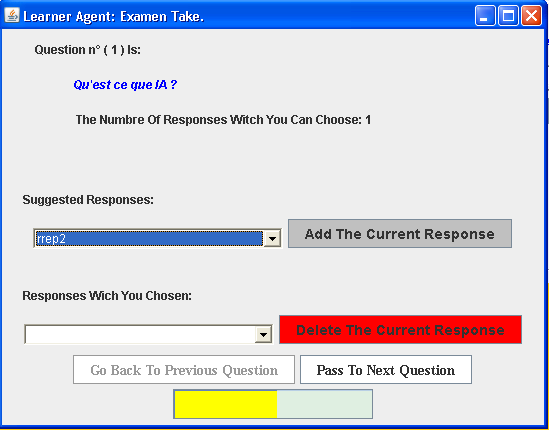 Learner Agent: Examen Take.
Question n° ( 1 ) Is:
Qu'est ce que IA ?
The Numbre Of Responses Witch You Can Choose: 1
Suggested Responses:
rrep2
Add The Current Response
Responses Wich You Chosen:
Delete The Current Response
Go Back To Previous Question
Pass To Next Question